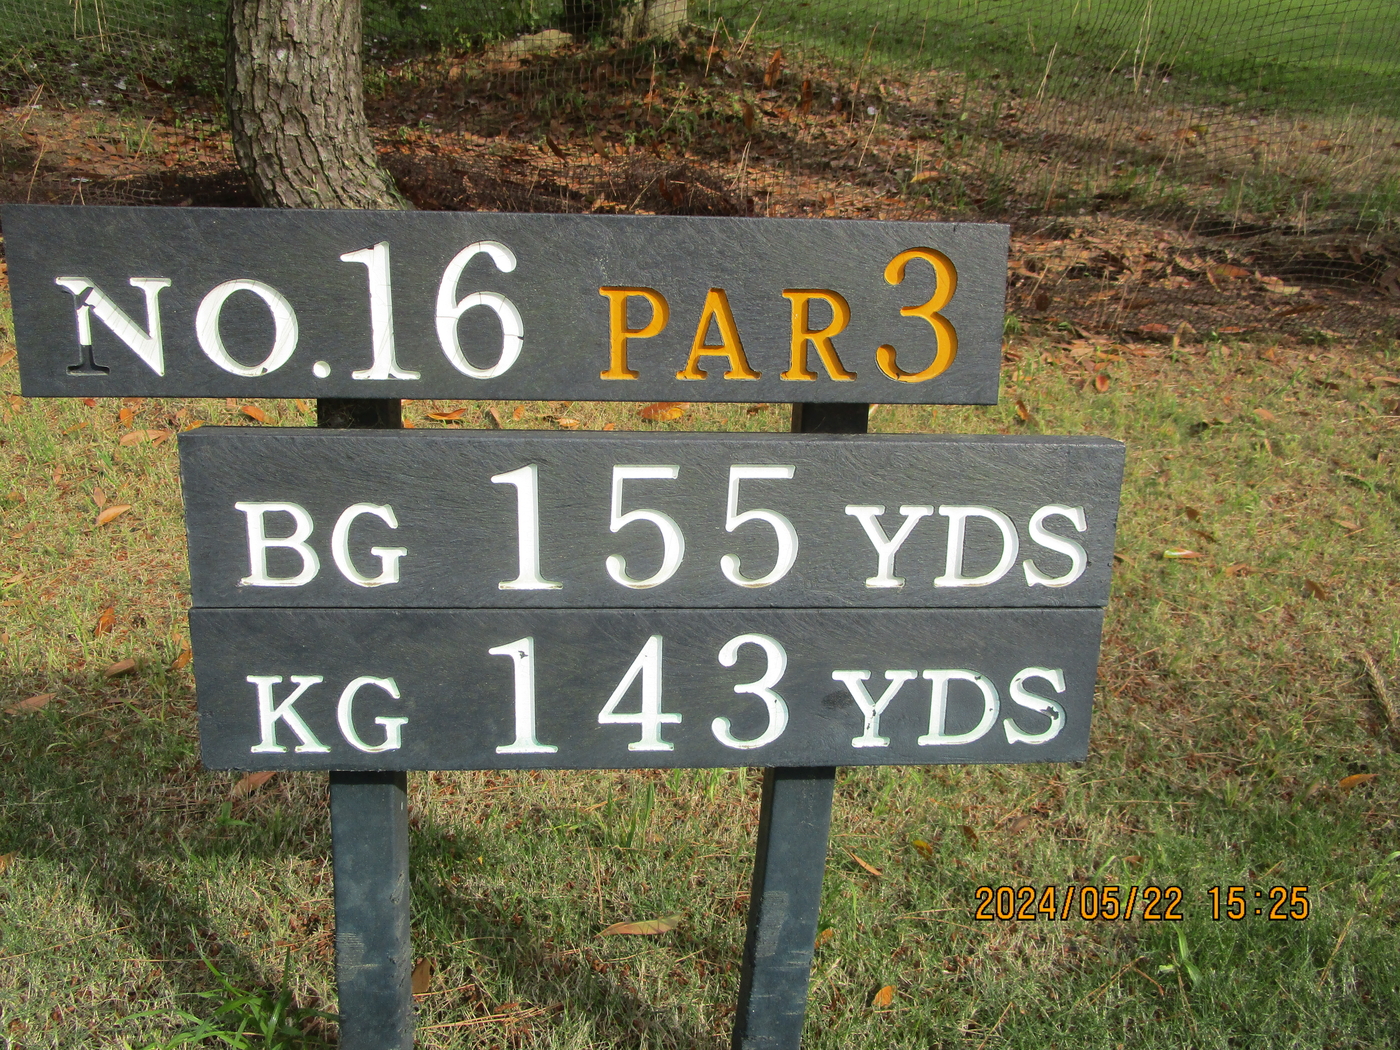 NO.16 PAR3
BG 155 YDS
KG 143 YDS
2024/05/22 15:25